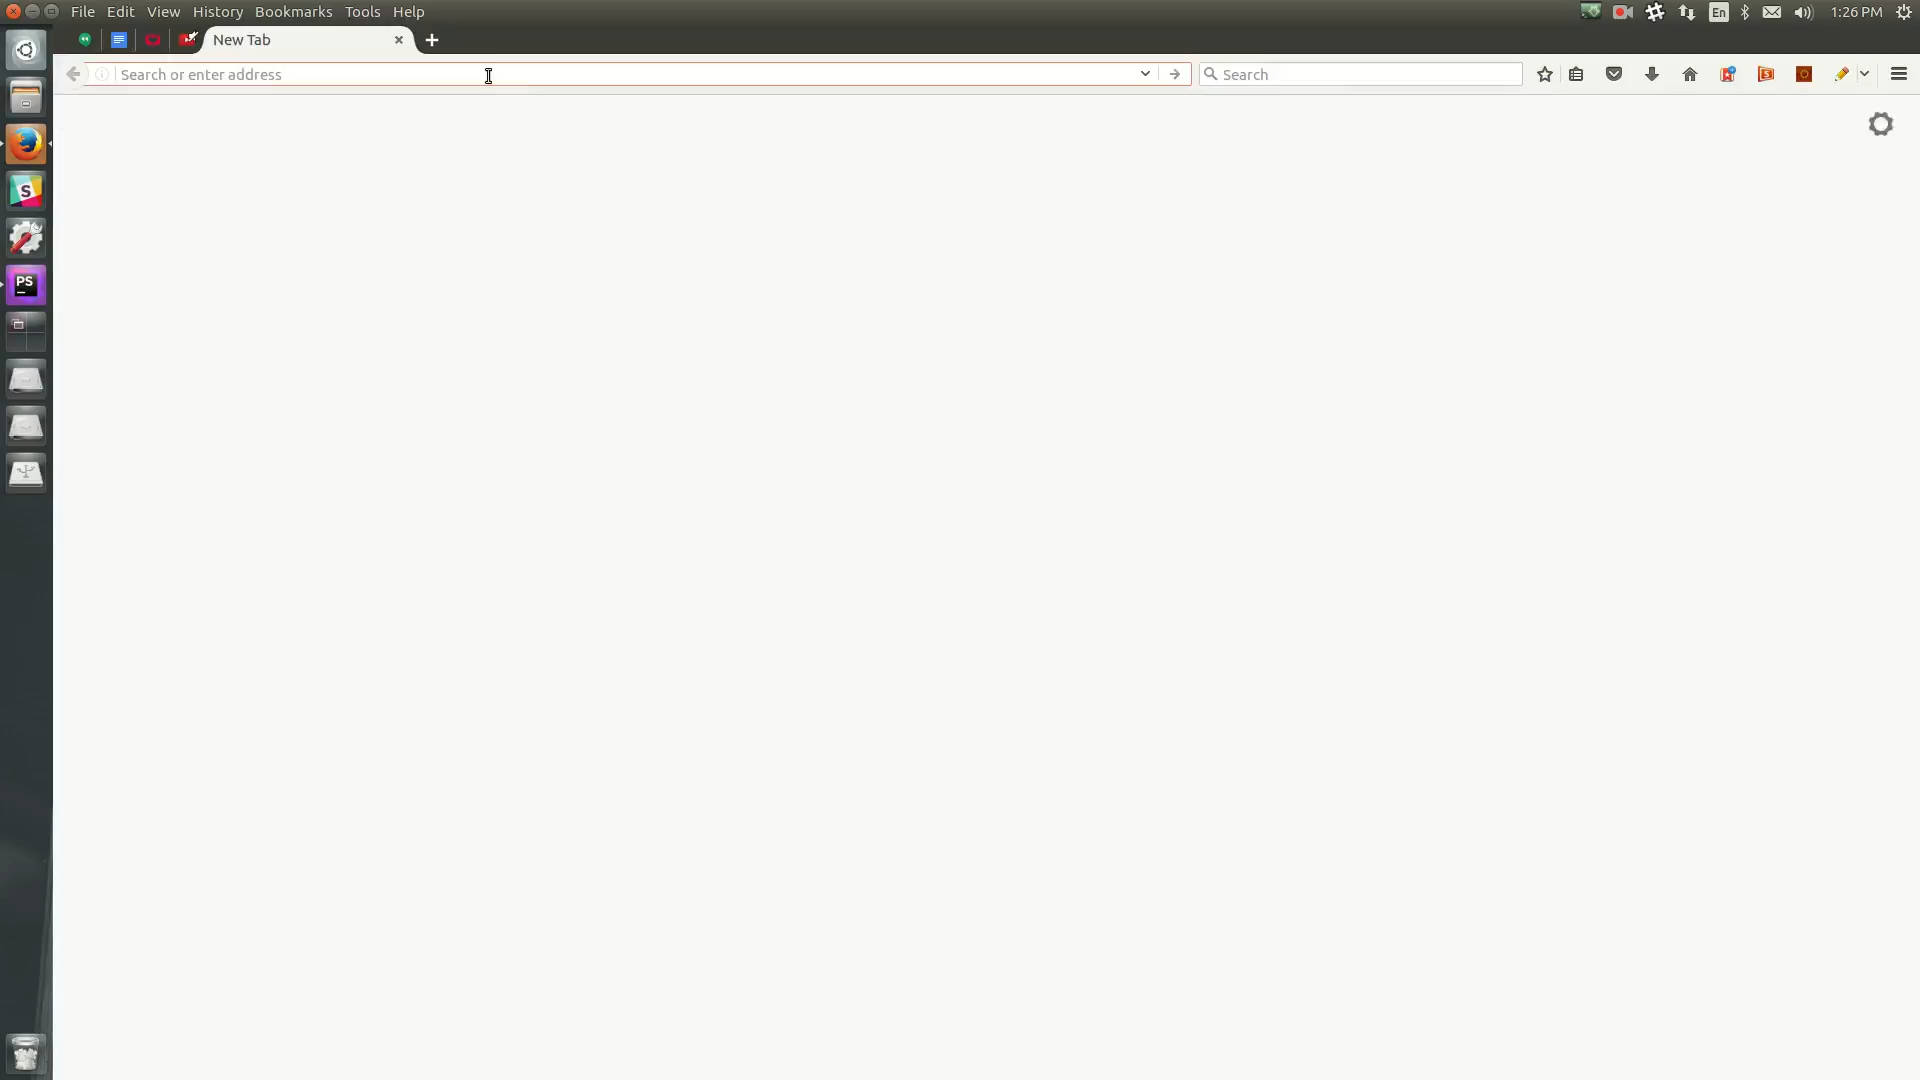 File Edit View History Bookmarks Tools Help
En
1:26 PM
New Tab
Search or enter address
Search
S
PS